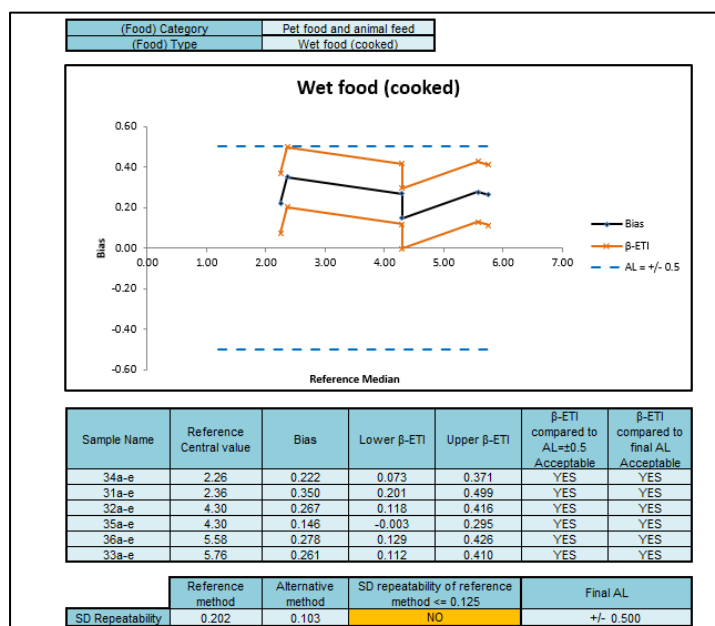 (Food) Category Pet food and animal feed
(Food) Type Wet food (cooked)
Wet food (cooked)
0.60
0.40
0.20
0.00
-0.20
-0.40
-0.60
0.00 1.00 2.00 3.00 4.00 5.00 6.00 7.00
Bias
Reference Median
Bias
β-ETI
AL = +/- 0.5
Sample Name Reference Central value Bias Lower β-ETI Upper β-ETI β-ETI compared to AL=±0.5 Acceptable β-ETI compared to final AL Acceptable
34a-e 2.26 0.222 0.073 0.371 YES YES
31a-e 2.36 0.350 0.201 0.499 YES YES
32a-e 4.30 0.267 0.118 0.416 YES YES
35a-e 4.30 0.146 -0.003 0.295 YES YES
36a-e 5.58 0.278 0.129 0.426 YES YES
33a-e 5.76 0.261 0.112 0.410 YES YES
Reference method Alternative method SD repeatability of reference method <= 0.125 Final AL
SD Repeatability 0.202 0.103 NO +/- 0.500